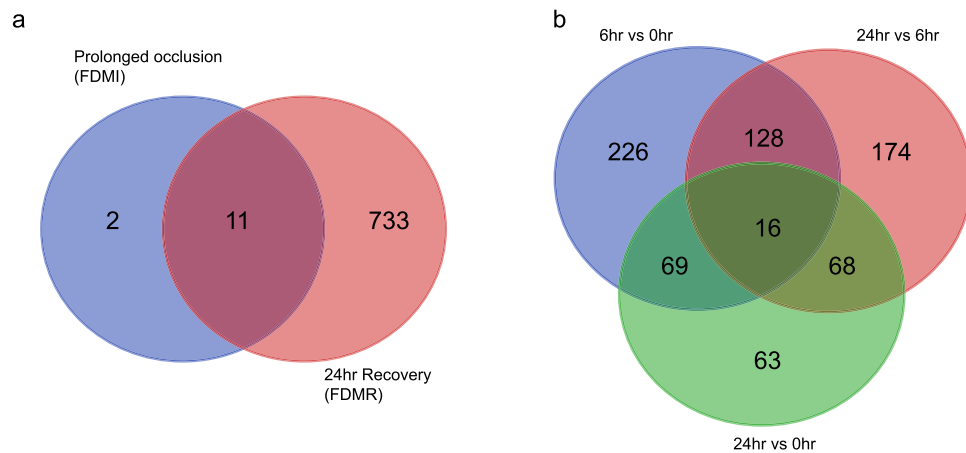 a
Prolonged occlusion
(FDMI)
2
11
733
24hr Recovery
(FDMR)
b
6hr vs 0hr
24hr vs 6hr
226
128
174
16
69
68
63
24hr vs 0hr